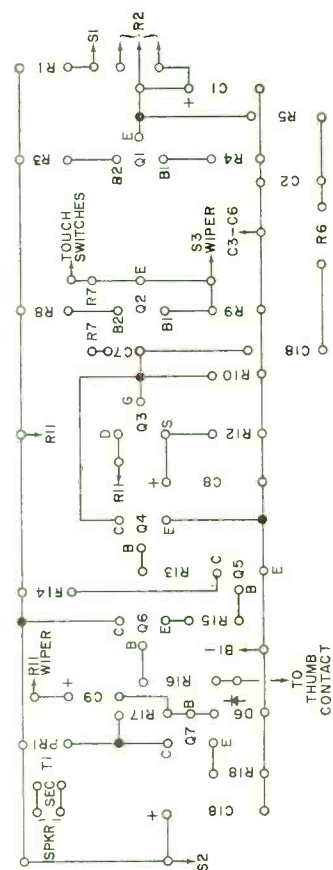 R1
S1
R2
C1
+
R5
E
Q1
B2
B1
R3
R4
C2
R6
TOUCH
SWITCHES
R7
E
Q2
B2
B1
S3
WIPER
C3-C6
R8
R9
R7
C7
C18
R10
G
Q3
D
S
R11
R11
R12
+
C8
C
Q4
E
B
R13
C
Q5
B
E
R14
C
Q6
E
B
R15
B1-
R11
WIPER
+
C9
R16
TO
THUMB
CONTACT
R17
B
Q7
C
E
D6
PRI
T1
SEC
SPKR
R18
C18
+
S2